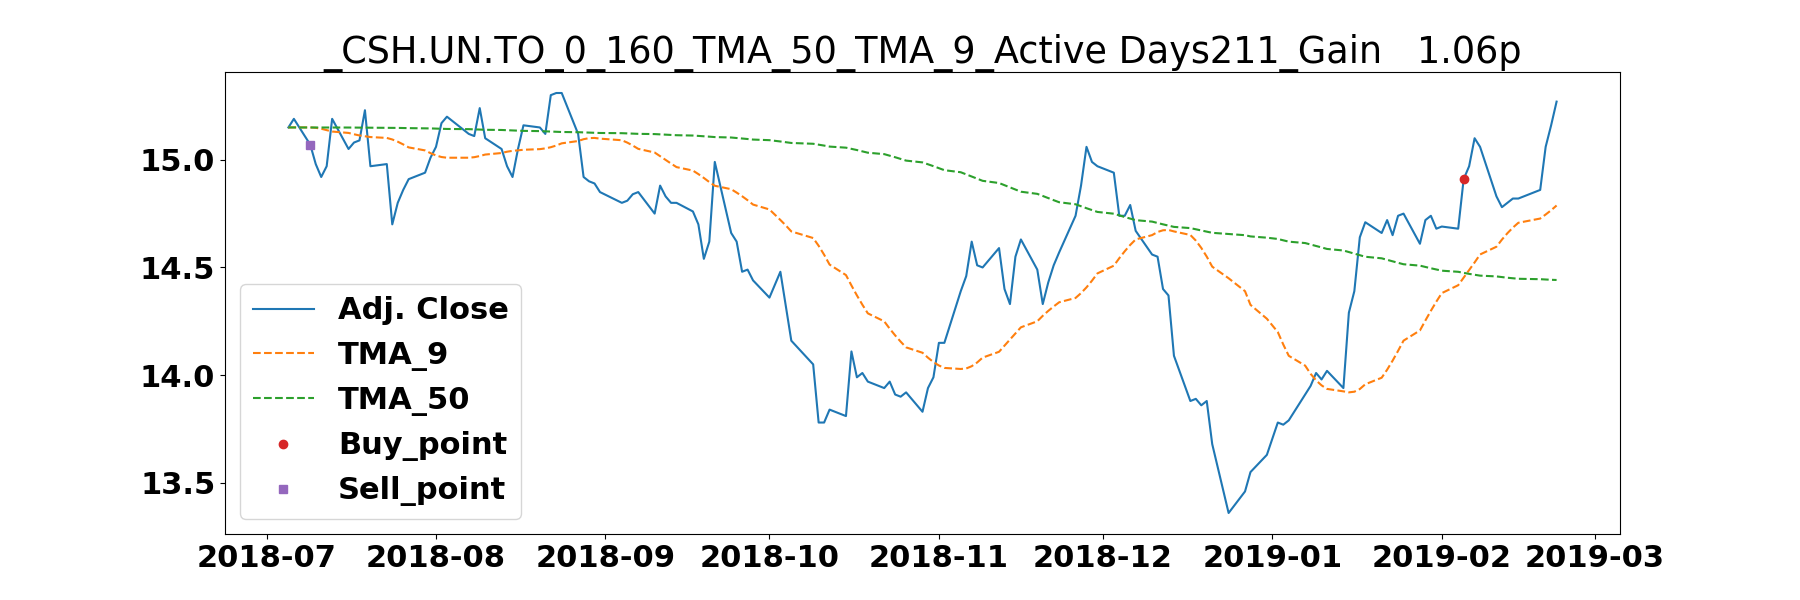 _CSH.UN.TO_0_160_TMA_50_TMA_9_Active Days211_Gain   1.06p
15.0
14.5
14.0
13.5
Adj. Close
TMA_9
TMA_50
Buy_point
Sell_point
2018-07 2018-08 2018-09 2018-10 2018-11 2018-12 2019-01 2019-02 2019-03